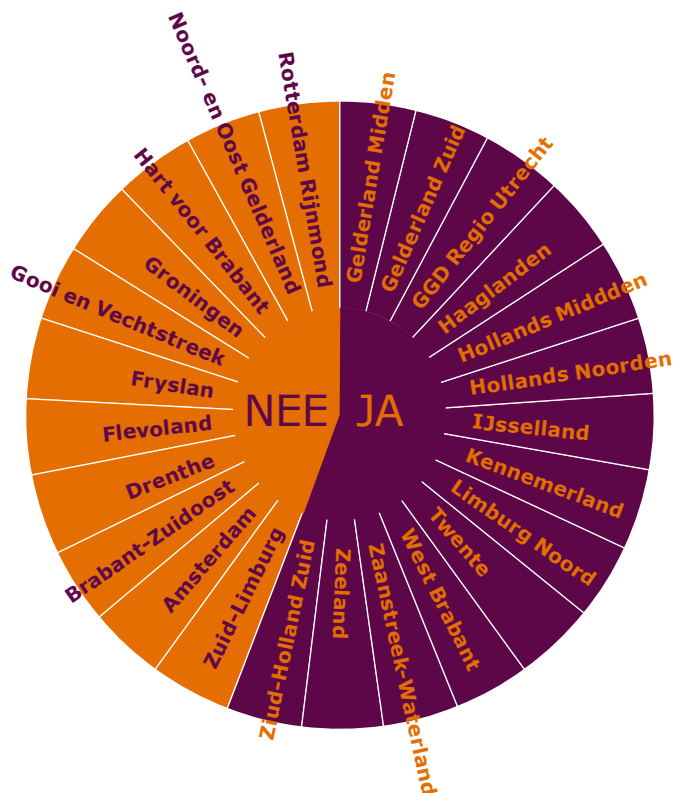 Gelderland Midden
Gelderland Zuid
GGD Regio Utrecht
Haaglanden
Hollands Middden
Hollands Noorden
IJsselland
Kennemerland
Limburg Noord
Twente
West Brabant
Zaanstreek-Waterland
Zeeland
Ziud-Holland Zuid
Zuid-Limburg
Amsterdam
Brabant-Zuidoost
Drenthe
Flevoland
Fryslan
Gooi en Vechtstreek
Groningen
Hart voor Brabant
Noord- en Oost Gelderland
Rotterdam Rijnmond
NEE
JA